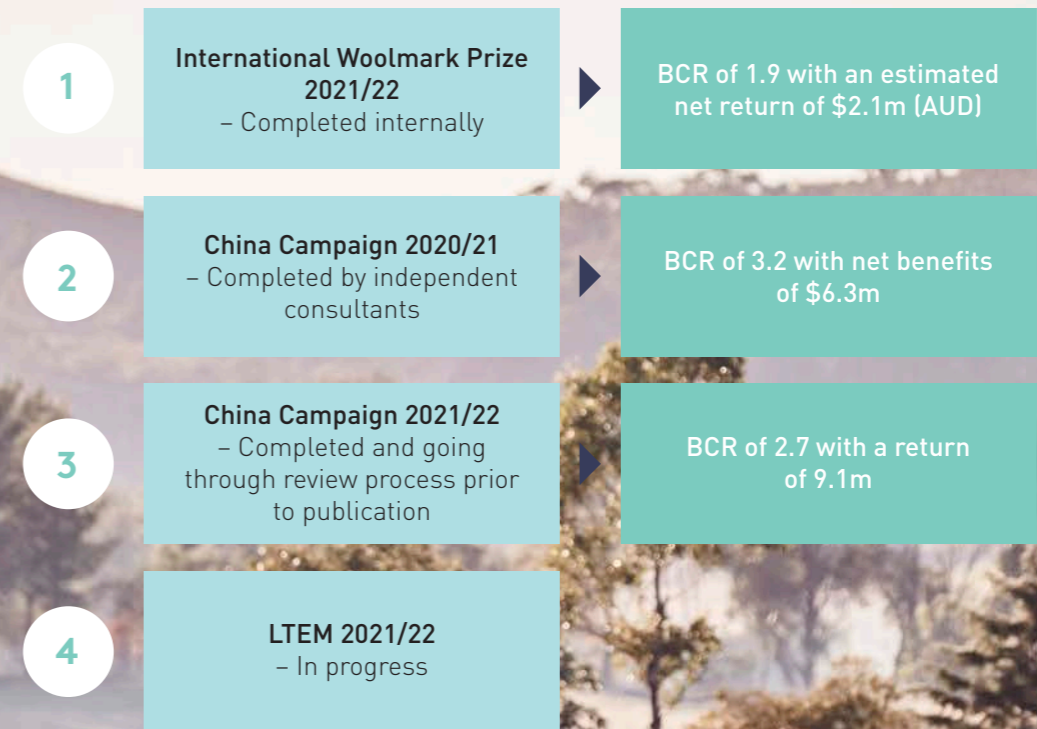 1
International Woolmark Prize
2021/22
– Completed internally
BCR of 1.9 with an estimated
net return of $2.1m (AUD)
2
China Campaign 2020/21
– Completed by independent
consultants
BCR of 3.2 with net benefits
of $6.3m
3
China Campaign 2021/22
– Completed and going
through review process prior
to publication
BCR of 2.7 with a return
of 9.1m
4
LTEM 2021/22
– In progress